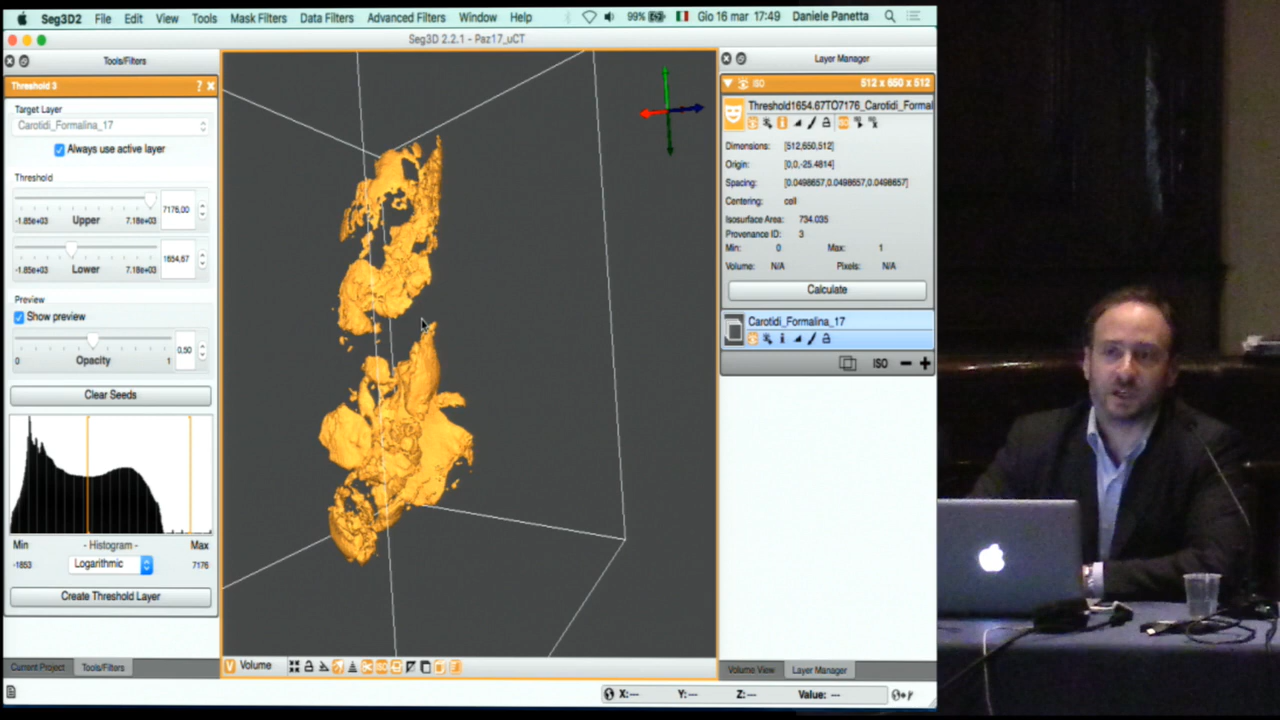 Seg3D2 File Edit View Tools Mask Filters Data Filters Advanced Filters Window Help 99% Gio 16 mar 17:49 Daniele Panetta
Seg3D 2.2.1 - Paz17_uCT
Tools/Filters
Threshold 3 ? x
Target Layer
Carotidi_Formalina_17
Always use active layer
Threshold
7176,00
-1.85e+03 Upper 7.18e+03
1654,67
-1.85e+03 Lower 7.18e+03
Preview
Show preview
0,50
0 Opacity 1
Clear Seeds
Min - Histogram - Max
-1853 Logarithmic 7176
Create Threshold Layer
Current Project Tools/Filters
Volume
Layer Manager
ISO 512 x 650 x 512
Threshold1654.67TO7176_Carotidi_Formal
Dimensions: [512,650,512]
Origin: [0,0,-25.4814]
Spacing: [0.0498657,0.0498657,0.0498657]
Centering: cell
Isosurface Area: 734.035
Provenance ID: 3
Min: 0 Max: 1
Volume: N/A Pixels: N/A
Calculate
Carotidi_Formalina_17
ISO
Volume View Layer Manager
X:--- Y:--- Z:--- Value: ---